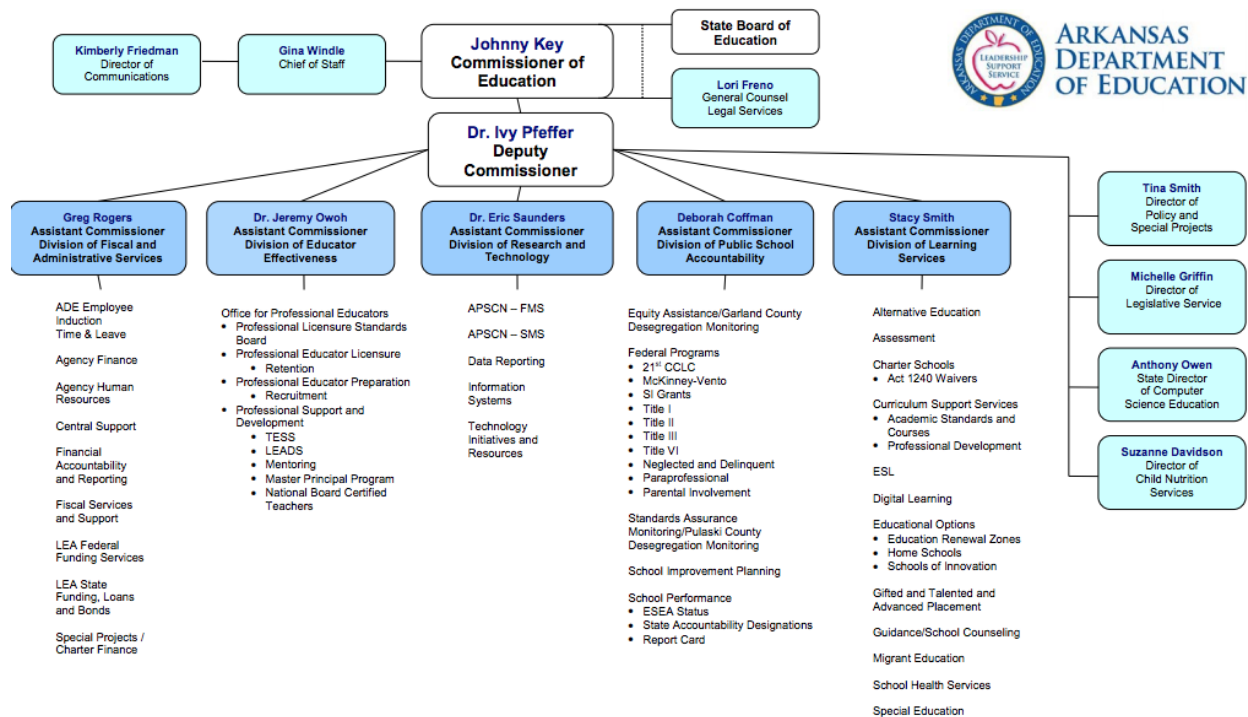 Kimberly Friedman
Director of
Communications
Gina Windle
Chief of Staff
Johnny Key
Commissioner of
Education
State Board of
Education
Lori Freno
General Counsel
Legal Services
ARKANSAS DEPARTMENT OF EDUCATION
LEADERSHIP
SUPPORT
SERVICE
ARKANSAS
DEPARTMENT
OF EDUCATION
Dr. Ivy Pfeffer
Deputy
Commissioner
Greg Rogers
Assistant Commissioner
Division of Fiscal and
Administrative Services
ADE Employee
Induction
Time & Leave
Agency Finance
Agency Human
Resources
Central Support
Financial
Accountability
and Reporting
Fiscal Services
and Support
LEA Federal
Funding Services
LEA State
Funding, Loans
and Bonds
Special Projects /
Charter Finance
Dr. Jeremy Owoh
Assistant Commissioner
Division of Educator
Effectiveness
Office for Professional Educators
• Professional Licensure Standards
Board
• Professional Educator Licensure
• Retention
• Professional Educator Preparation
• Recruitment
• Professional Support and
Development
• TESS
• LEADS
• Mentoring
• Master Principal Program
• National Board Certified
Teachers
Dr. Eric Saunders
Assistant Commissioner
Division of Research and
Technology
APSCN – FMS
APSCN – SMS
Data Reporting
Information
Systems
Technology
Initiatives and
Resources
Deborah Coffman
Assistant Commissioner
Division of Public School
Accountability
Equity Assistance/Garland County
Desegregation Monitoring
Federal Programs
• 21st CCLC
• McKinney-Vento
• SI Grants
• Title I
• Title II
• Title III
• Title VI
• Neglected and Delinquent
• Paraprofessional
• Parental Involvement
Standards Assurance
Monitoring/Pulaski County
Desegregation Monitoring
School Improvement Planning
School Performance
• ESEA Status
• State Accountability Designations
• Report Card
Stacy Smith
Assistant Commissioner
Division of Learning
Services
Alternative Education
Assessment
Charter Schools
• Act 1240 Waivers
Curriculum Support Services
• Academic Standards and
Courses
• Professional Development
ESL
Digital Learning
Educational Options
• Education Renewal Zones
• Home Schools
• Schools of Innovation
Gifted and Talented and
Advanced Placement
Guidance/School Counseling
Migrant Education
School Health Services
Special Education
Tina Smith
Director of
Policy and
Special Projects
Michelle Griffin
Director of
Legislative Service
Anthony Owen
State Director
of Computer
Science Education
Suzanne Davidson
Director of
Child Nutrition
Services